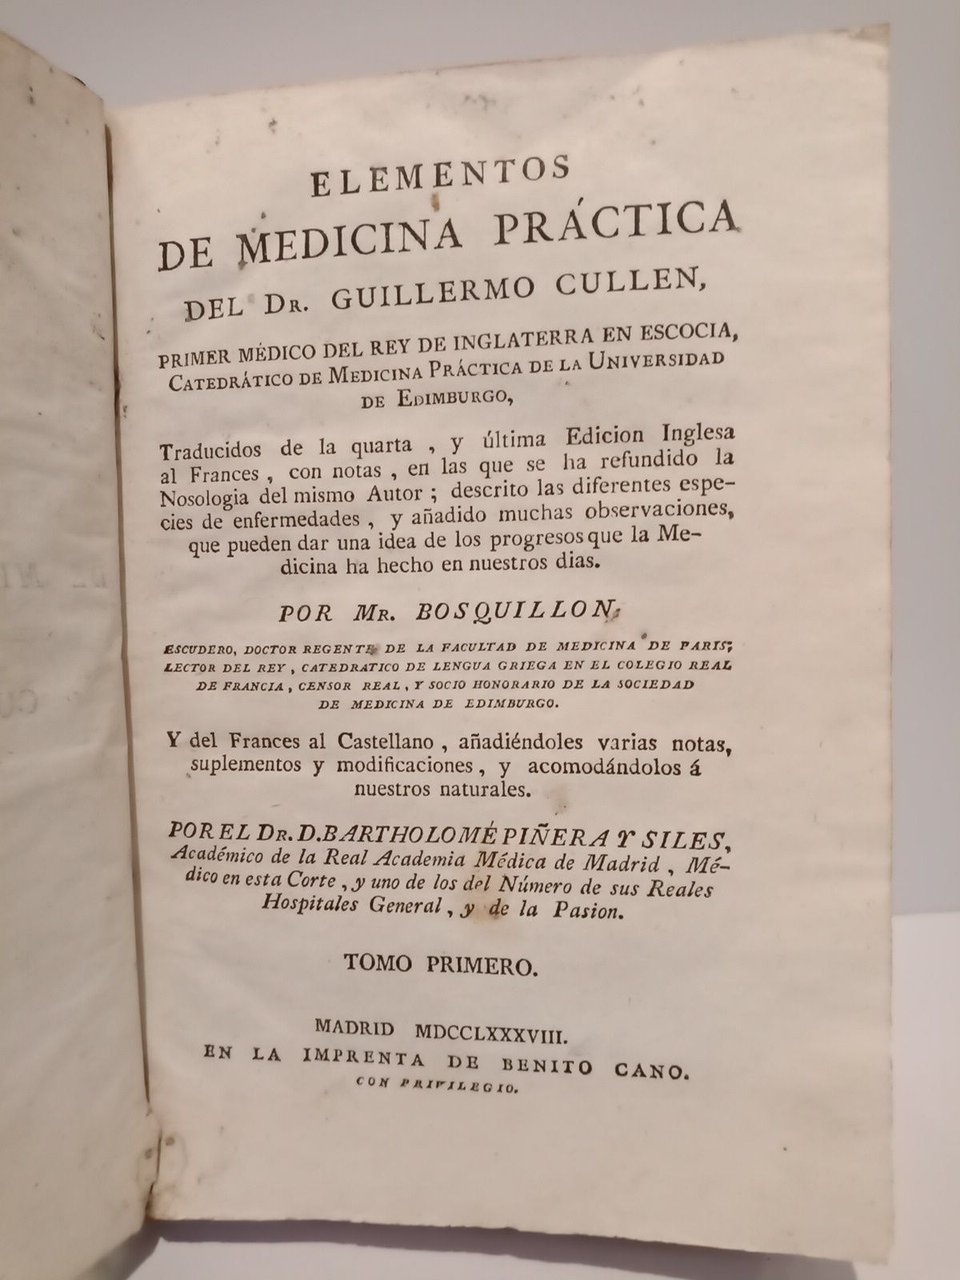 ELEMENTOS
DE MEDICINA PRÁCTICA
DEL DR. GUILLERMO CULLEN,
PRIMER MÉDICO DEL REY DE INGLATERRA EN ESCOCIA,
CATEDRÁTICO DE MEDICINA PRÁCTICA DE LA UNIVERSIDAD
DE EDIMBURGO,
Traducidos de la quarta , y última Edicion Inglesa
al Frances , con notas , en las que se ha refundido la
Nosologia del mismo Autor ; descrito las diferentes espe-
cies de enfermedades , y añadido muchas observaciones,
que pueden dar una idea de los progresos que la Me-
dicina ha hecho en nuestros dias.
POR MR. BOSQUILLON,
ESCUDERO, DOCTOR REGENTE DE LA FACULTAD DE MEDICINA DE PARIS;
LECTOR DEL REY , CATEDRATICO DE LENGUA GRIEGA EN EL COLEGIO REAL
DE FRANCIA , CENSOR REAL , Y SOCIO HONORARIO DE LA SOCIEDAD
DE MEDICINA DE EDIMBURGO.
Y del Frances al Castellano , añadiéndoles varias notas,
suplementos y modificaciones , y acomodándolos á
nuestros naturales.
POR EL DR. D. BARTHOLOMÉ PIÑERA Y SILES,
Académico de la Real Academia Médica de Madrid , Mé-
dico en esta Corte , y uno de los del Número de sus Reales
Hospitales General , y de la Pasion.
TOMO PRIMERO.
MADRID MDCCLXXXVIII.
EN LA IMPRENTA DE BENITO CANO.
CON PRIVILEGIO.